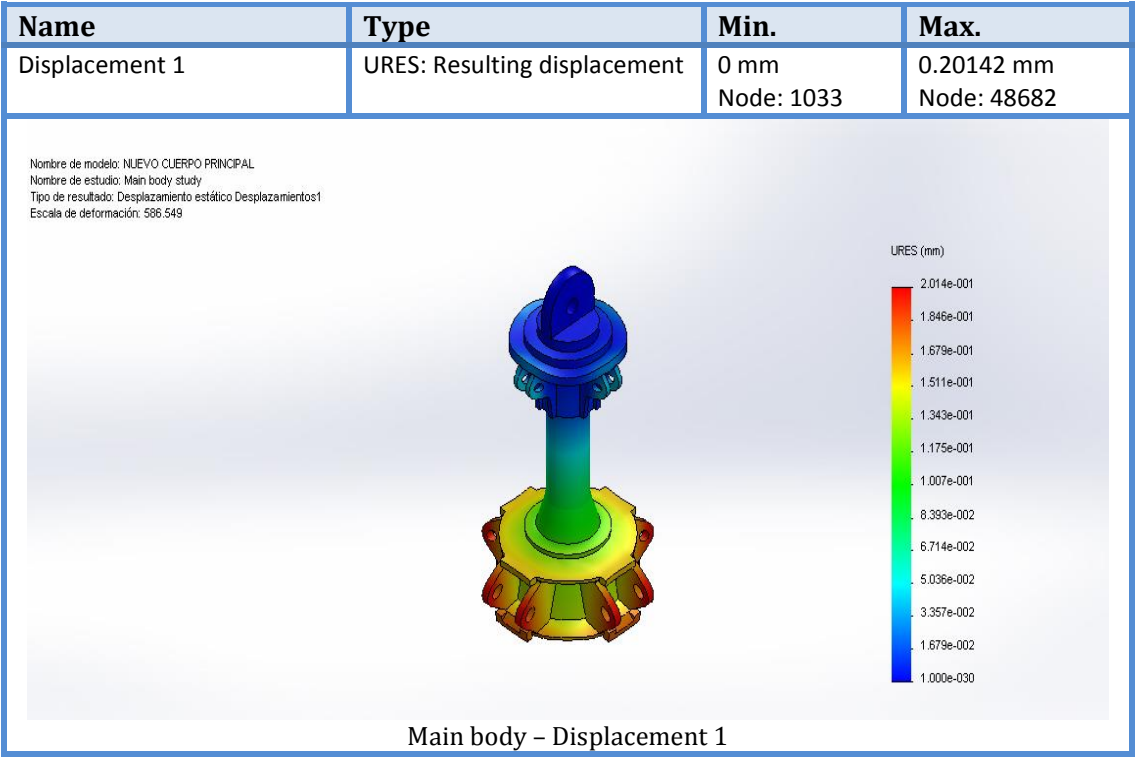 Name Type Min. Max.
Displacement 1 URES: Resulting displacement 0 mm 0.20142 mm
Node: 1033 Node: 48682
Nombre de modelo: NUEVO CUERPO PRINCIPAL
Nombre de estudio: Main body study
Tipo de resultado: Desplazamiento estático Desplazamientos1
Escala de deformación: 586.549
URES (mm)
2.014e-001
1.846e-001
1.679e-001
1.511e-001
1.343e-001
1.175e-001
1.007e-001
8.393e-002
6.714e-002
5.036e-002
3.357e-002
1.679e-002
1.000e-030
Main body – Displacement 1